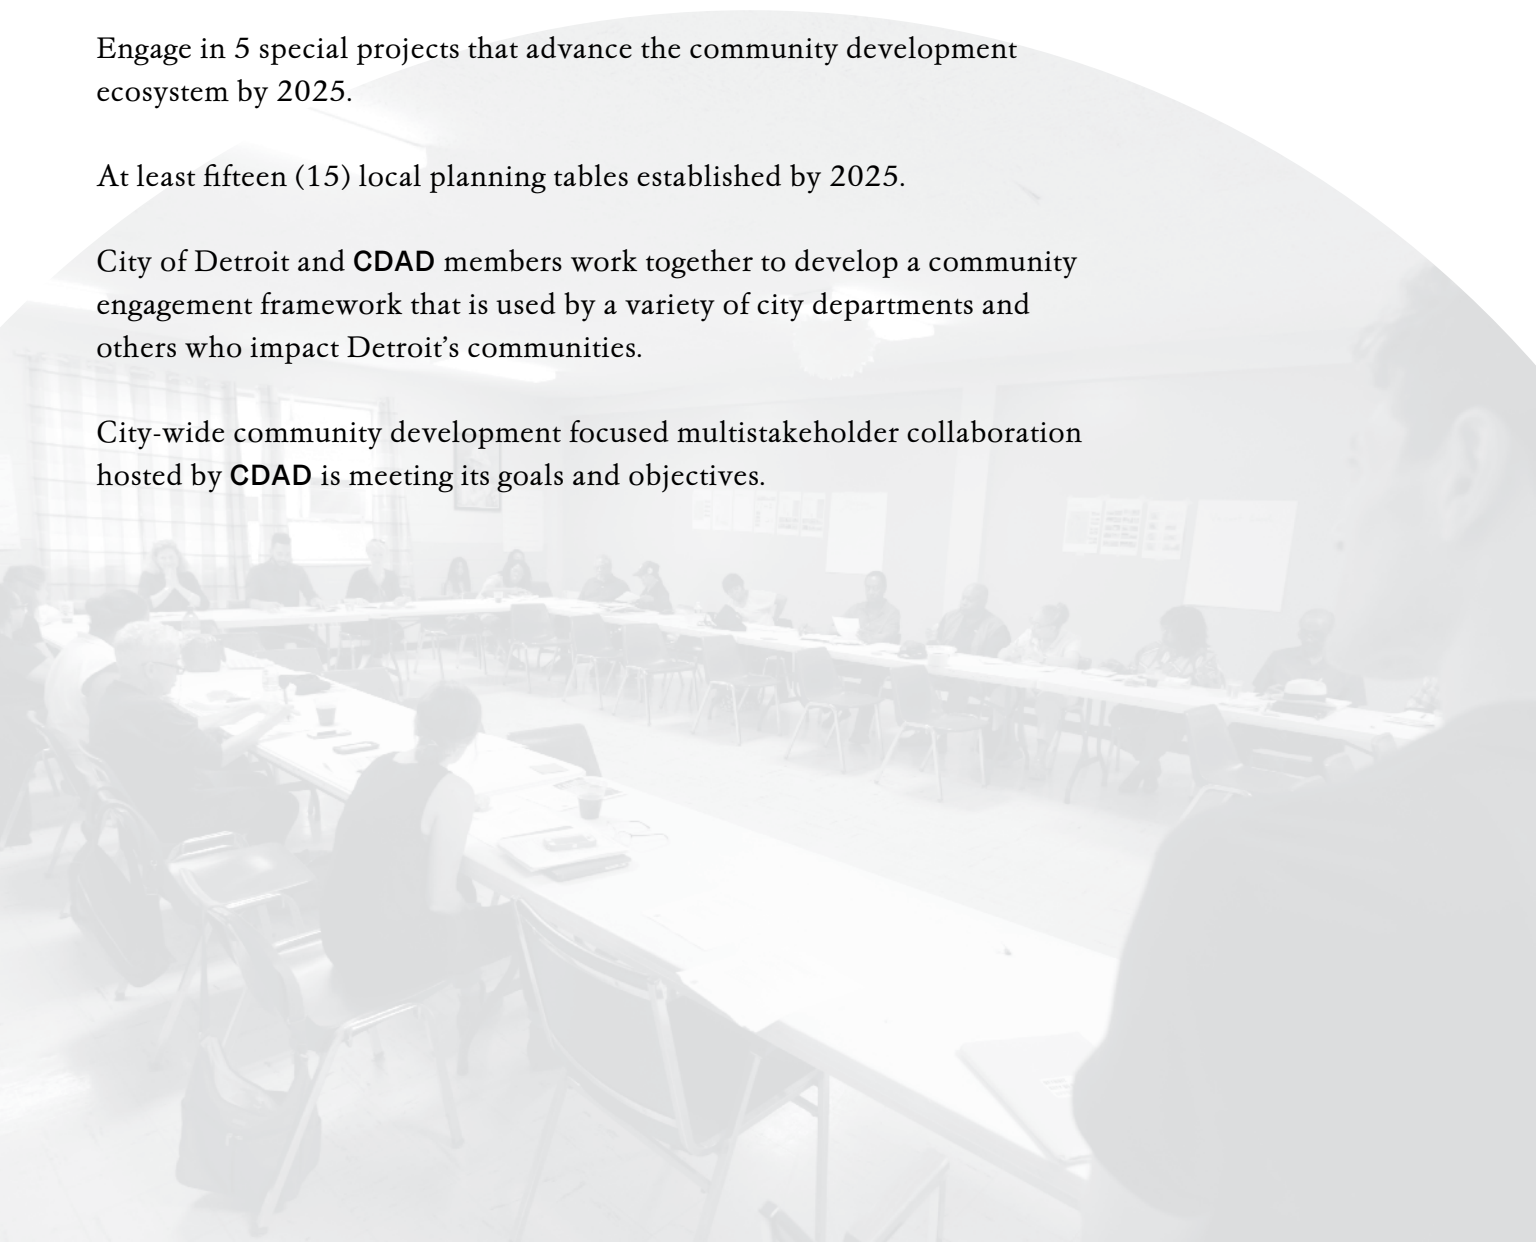 Engage in 5 special projects that advance the community development
ecosystem by 2025.
At least fifteen (15) local planning tables established by 2025.
City of Detroit and CDAD members work together to develop a community
engagement framework that is used by a variety of city departments and
others who impact Detroit’s communities.
City-wide community development focused multistakeholder collaboration
hosted by CDAD is meeting its goals and objectives.